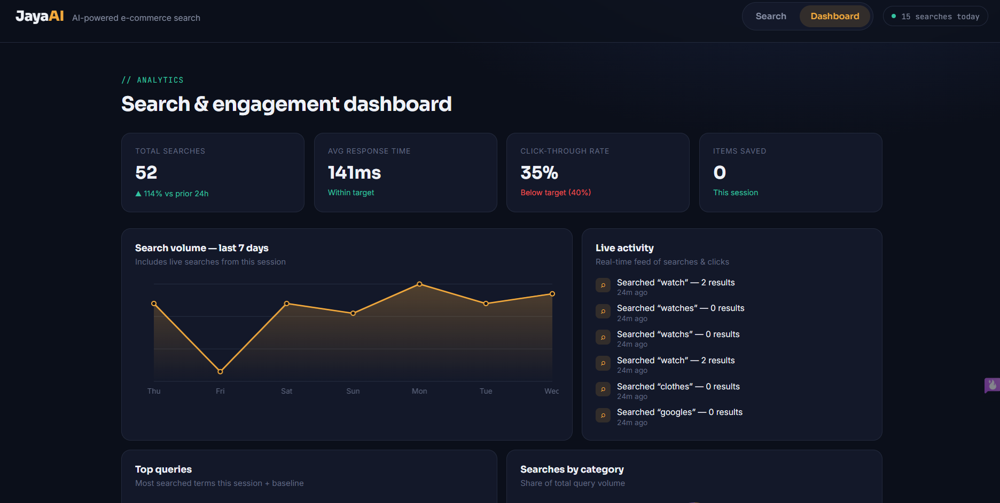 JayaAI AI-powered e-commerce search
Search Dashboard 15 searches today
// ANALYTICS
Search & engagement dashboard
TOTAL SEARCHES
52
▲ 114% vs prior 24h
AVG RESPONSE TIME
141ms
Within target
CLICK-THROUGH RATE
35%
Below target (40%)
ITEMS SAVED
0
This session
Search volume — last 7 days
Includes live searches from this session
Thu Fri Sat Sun Mon Tue Wed
Live activity
Real-time feed of searches & clicks
Searched “watch” — 2 results
24m ago
Searched “watches” — 0 results
24m ago
Searched “watchs” — 0 results
24m ago
Searched “watch” — 2 results
24m ago
Searched “clothes” — 0 results
24m ago
Searched “googles” — 0 results
24m ago
Top queries
Most searched terms this session + baseline
Searches by category
Share of total query volume